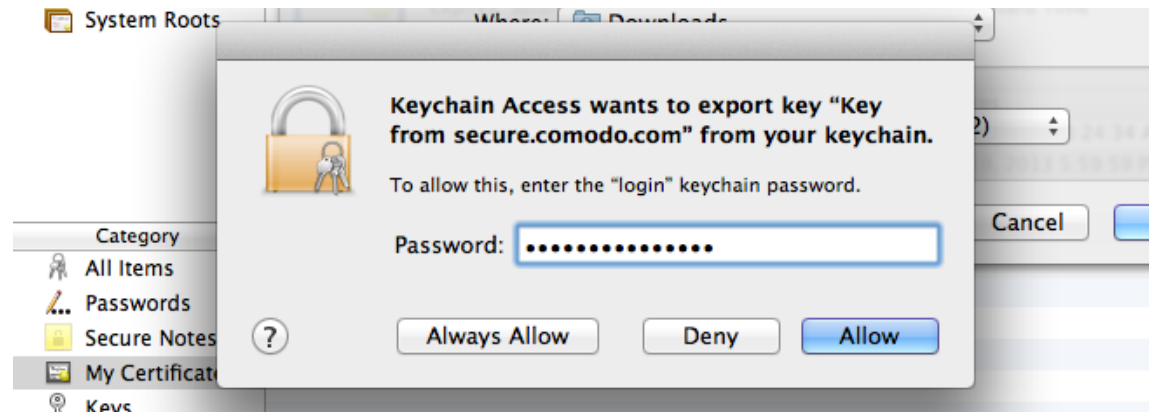 System Roots
Where: Downloads
Keychain Access wants to export key “Key
from secure.comodo.com” from your keychain.
To allow this, enter the “login” keychain password.
2)
Cancel
Password: •••••••••••••••
Category
All Items
Passwords
Secure Notes
My Certificat
Keys
? Always Allow Deny Allow